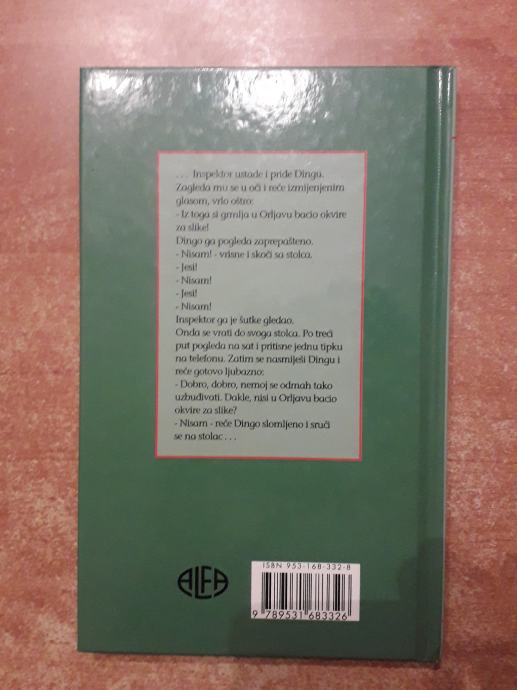 . . . Inspektor ustade i priđe Dingu.
Zagleda mu se u oči i reče izmijenjenim
glasom, vrlo oštro:
- Iz toga si grmlja u Orljavu bacio okvire
za slike!
Dingo ga pogleda zaprepašteno.
- Nisam! - vrisne i skoči sa stolca.
- Jesi!
- Nisam!
- Jesi!
- Nisam!
Inspektor ga je šutke gledao.
Onda se vrati do svoga stolca. Po treći
put pogleda na sat i pritisne jednu tipku
na telefonu. Zatim se nasmiješi Dingu i
reče gotovo ljubazno:
- Dobro, dobro, nemoj se odmah tako
uzbuđivati. Dakle, nisi u Orljavu bacio
okvire za slike?
- Nisam - reče Dingo slomljeno i sruči
se na stolac . . .
ALFA
ISBN 953-168-332-8
9 789531 683326